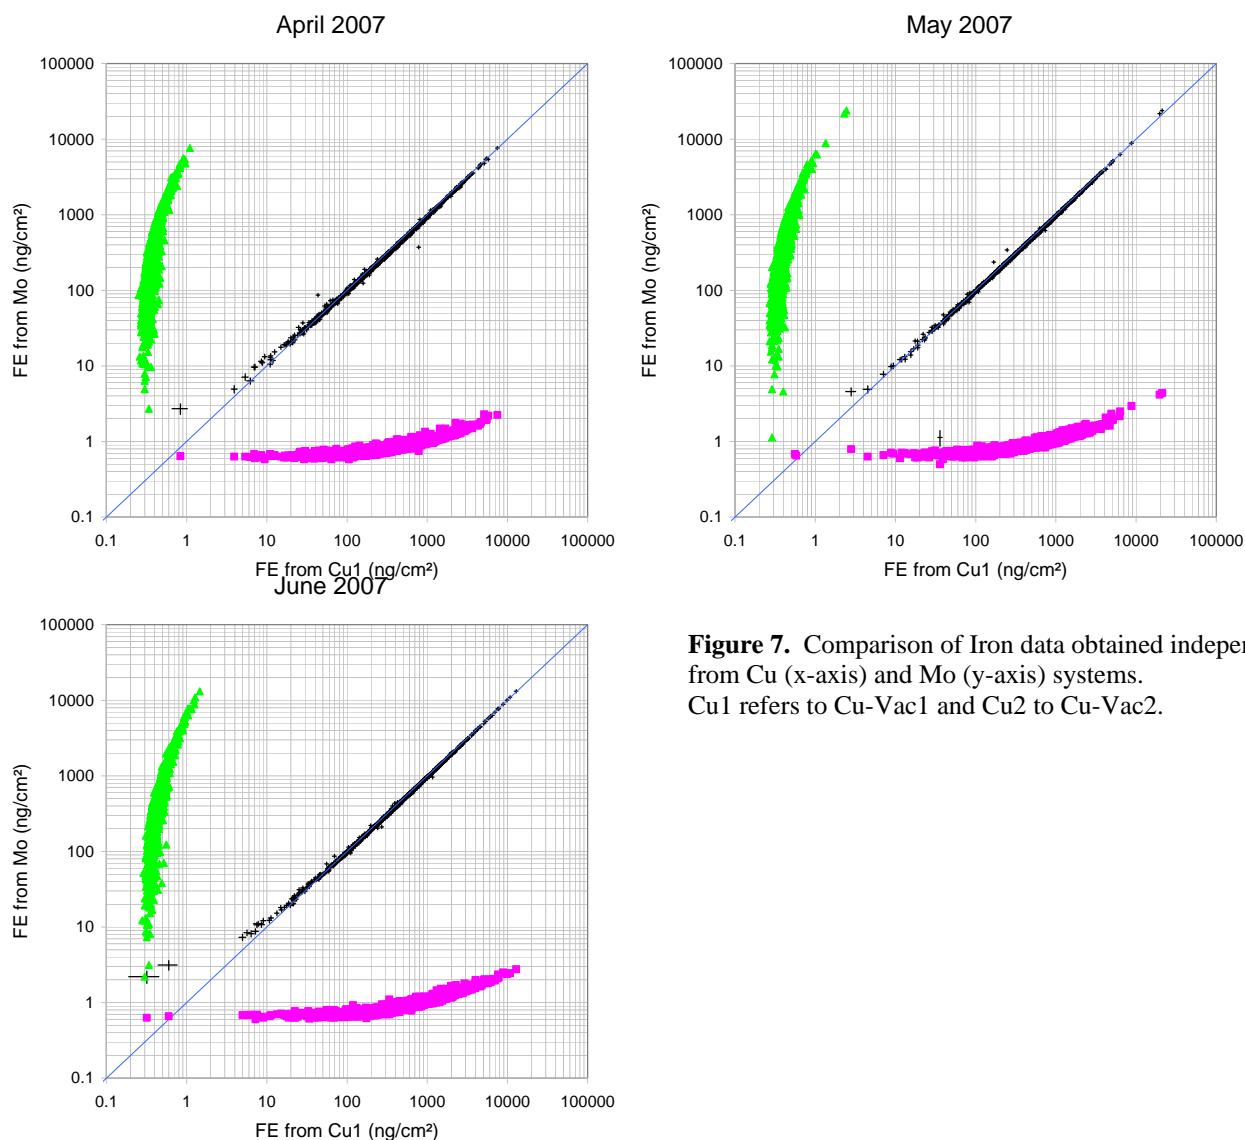 April 2007
100000
10000
1000
100
10
1
0.1
FE from Mo (ng/cm²)
0.1 1 10 100 1000 10000 100000
FE from Cu1 (ng/cm²)
May 2007
100000
10000
1000
100
10
1
0.1
FE from Mo (ng/cm²)
0.1 1 10 100 1000 10000 100000
FE from Cu1 (ng/cm²)
June 2007
100000
10000
1000
100
10
1
0.1
FE from Mo (ng/cm²)
0.1 1 10 100 1000 10000 100000
FE from Cu1 (ng/cm²)
Figure 7. Comparison of Iron data obtained indepe
from Cu (x-axis) and Mo (y-axis) systems.
Cu1 refers to Cu-Vac1 and Cu2 to Cu-Vac2.